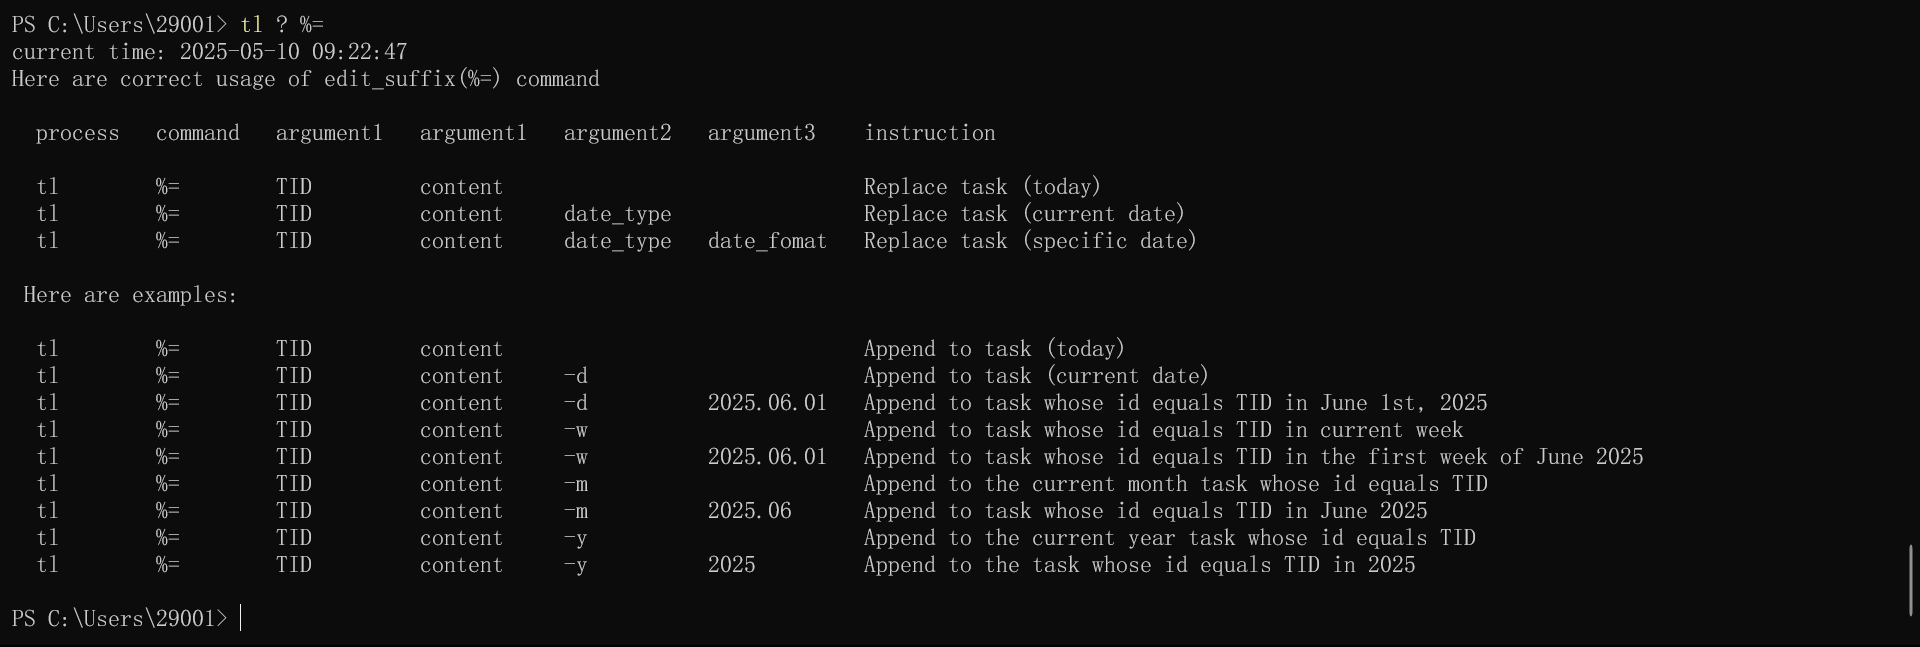 PS C:\Users\29001> tl ? %=
current time: 2025-05-10 09:22:47
Here are correct usage of edit_suffix(%=) command
process command argument1 argument1 argument2 argument3 instruction
tl %= TID content Replace task (today)
tl %= TID content date_type Replace task (current date)
tl %= TID content date_type date_fomat Replace task (specific date)
Here are examples:
tl %= TID content Append to task (today)
tl %= TID content -d Append to task (current date)
tl %= TID content -d 2025.06.01 Append to task whose id equals TID in June 1st, 2025
tl %= TID content -w Append to task whose id equals TID in current week
tl %= TID content -w 2025.06.01 Append to task whose id equals TID in the first week of June 2025
tl %= TID content -m Append to the current month task whose id equals TID
tl %= TID content -m 2025.06 Append to task whose id equals TID in June 2025
tl %= TID content -y Append to the current year task whose id equals TID
tl %= TID content -y 2025 Append to the task whose id equals TID in 2025
PS C:\Users\29001>